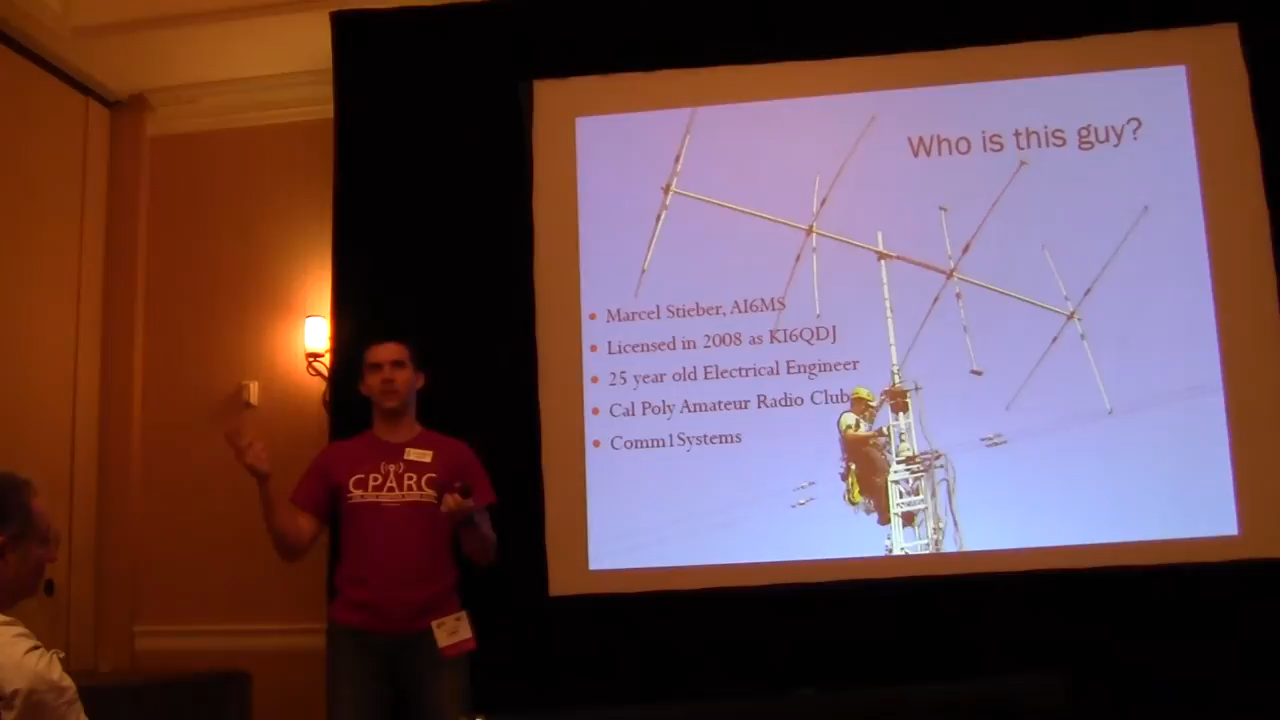 Who is this guy?
Marcel Stieber, AI6MS
Licensed in 2008 as KI6QDJ
25 year old Electrical Engineer
Cal Poly Amateur Radio Club
Comm1Systems
CPARC